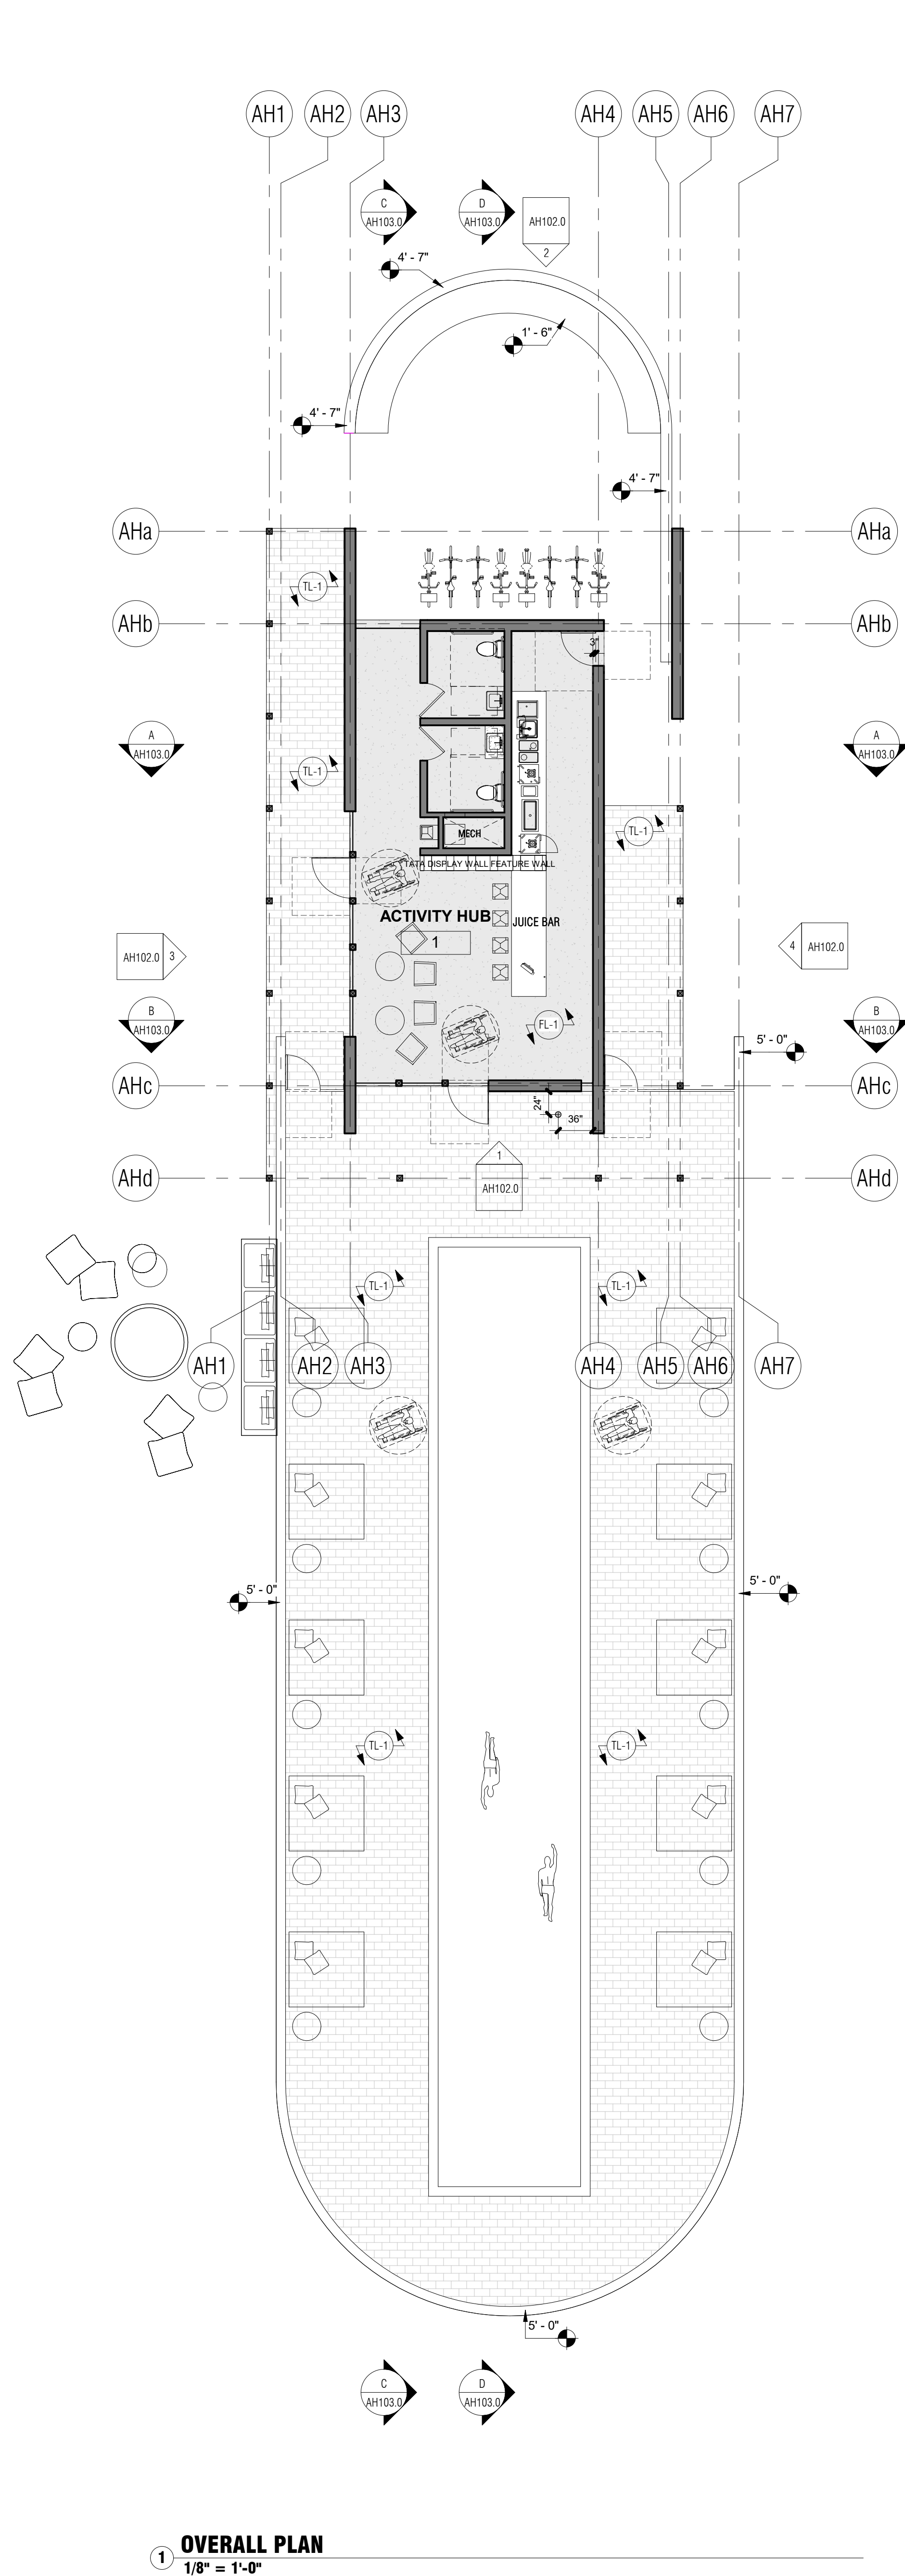 AH1 AH2 AH3 AH4 AH5 AH6 AH7
C
AH103.0
D
AH103.0
AH102.0
2
4' - 7"
1' - 6"
4' - 7"
4' - 7"
AHa AHa
TL-1
AHb AHb
3"
A
AH103.0
A
AH103.0
TL-1
MECH
TL-1
TATA DISPLAY WALL FEATURE WALL
ACTIVITY HUB
JUICE BAR
1
AH102.0 3
4 AH102.0
B
AH103.0
B
AH103.0
FL-1
5' - 0"
AHc AHc
24"
36"
1
AH102.0
AHd AHd
TL-1 TL-1
AH1 AH2 AH3 AH4 AH5 AH6 AH7
5' - 0"
5' - 0"
TL-1 TL-1
5' - 0"
C
AH103.0
D
AH103.0
1 OVERALL PLAN
1/8" = 1'-0"